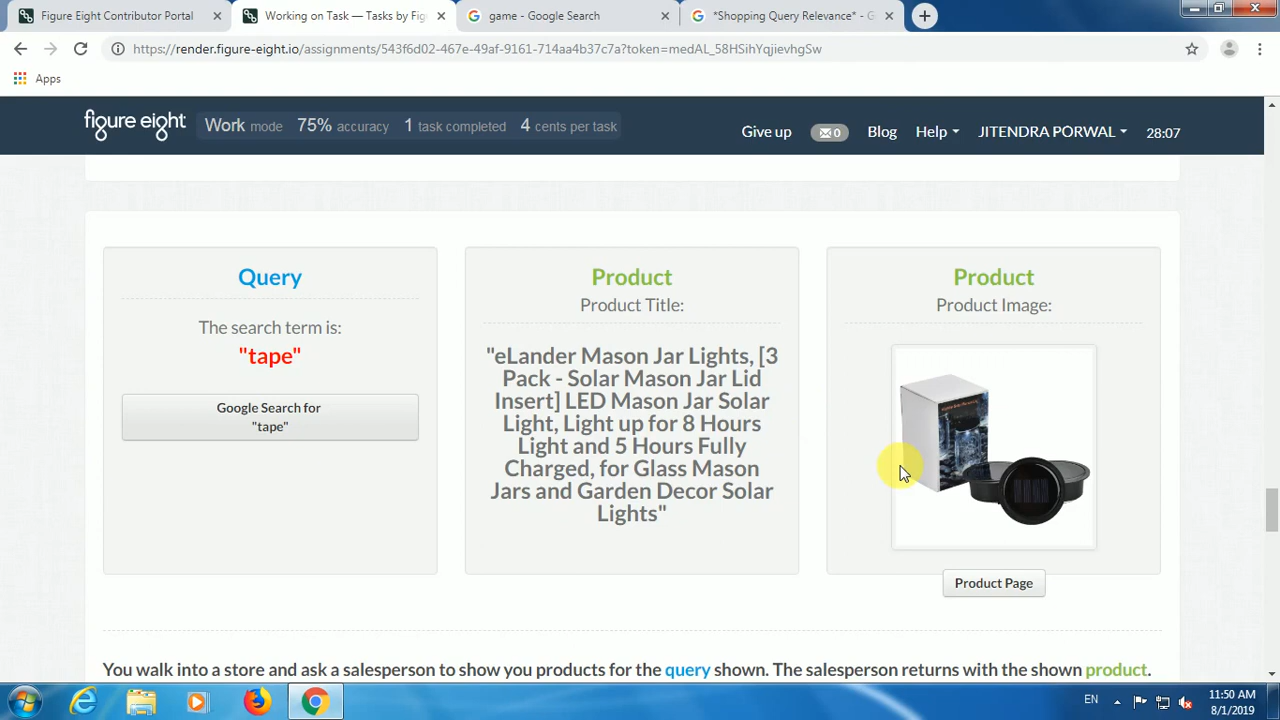 Figure Eight Contributor Portal
Working on Task — Tasks by Fig
game - Google Search
*Shopping Query Relevance* - G
https://render.figure-eight.io/assignments/543f6d02-467e-49af-9161-714aa4b37c7a?token=medAL_58HShYqjievhgSw
Apps
figure eight
Work mode 75% accuracy 1 task completed 4 cents per task
Give up 0 Blog Help JITENDRA PORWAL 28:07
Query
The search term is:
"tape"
Google Search for
"tape"
Product
Product Title:
"eLander Mason Jar Lights, [3
Pack - Solar Mason Jar Lid
Insert] LED Mason Jar Solar
Light, Light up for 8 Hours
Light and 5 Hours Fully
Charged, for Glass Mason
Jars and Garden Decor Solar
Lights"
Product
Product Image:
Product Page
You walk into a store and ask a salesperson to show you products for the query shown. The salesperson returns with the shown product.
EN
11:50 AM
8/1/2019